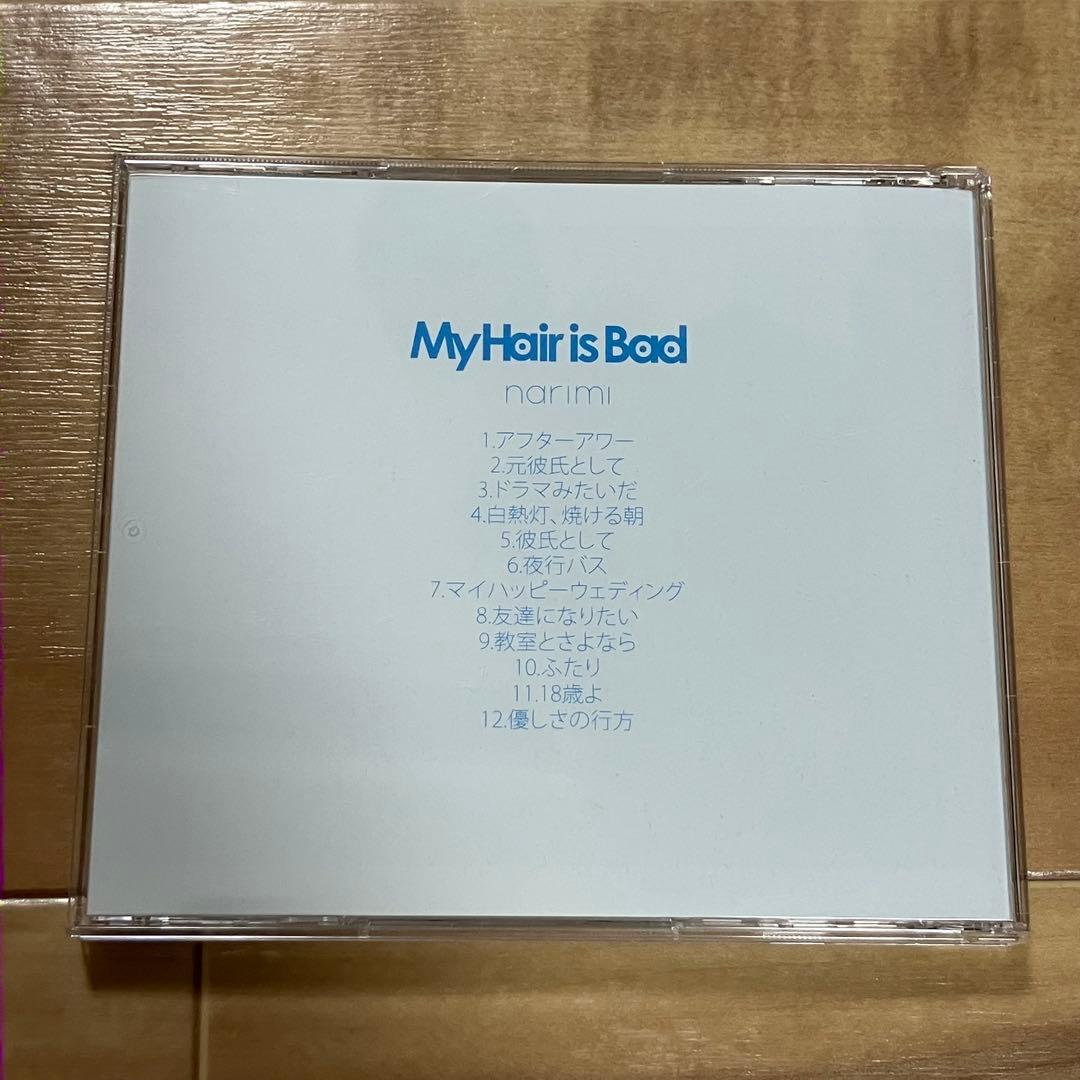 My Hair is Bad
narimi
1.アフターアワー
2.元彼氏として
3.ドラマみたいだ
4.白熱灯、焼ける朝
5.彼氏として
6.夜行バス
7.マイハッピーウェディング
8.友達になりたい
9.教室とさよなら
10.ふたり
11.18歳よ
12.優しさの行方